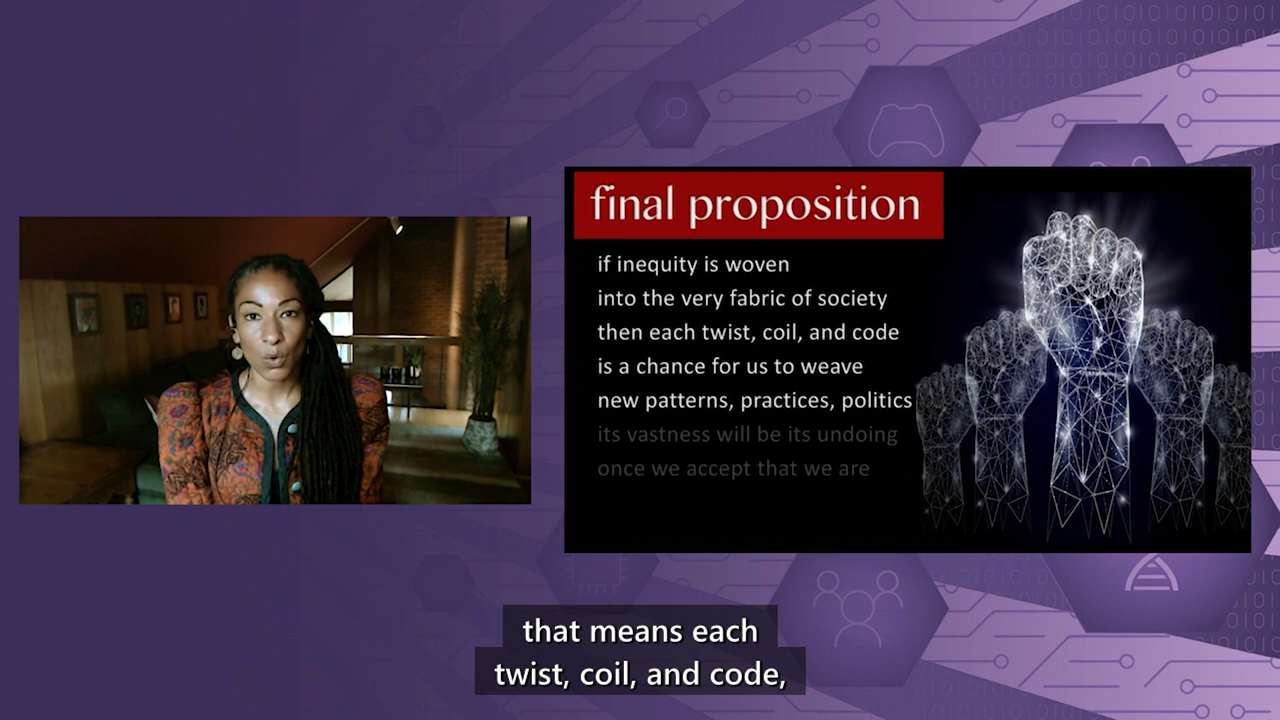 final proposition
if inequity is woven
into the very fabric of society
then each twist, coil, and code
is a chance for us to weave
new patterns, practices, politics
its vastness will be its undoing
once we accept that we are
that means each
twist, coil, and code,